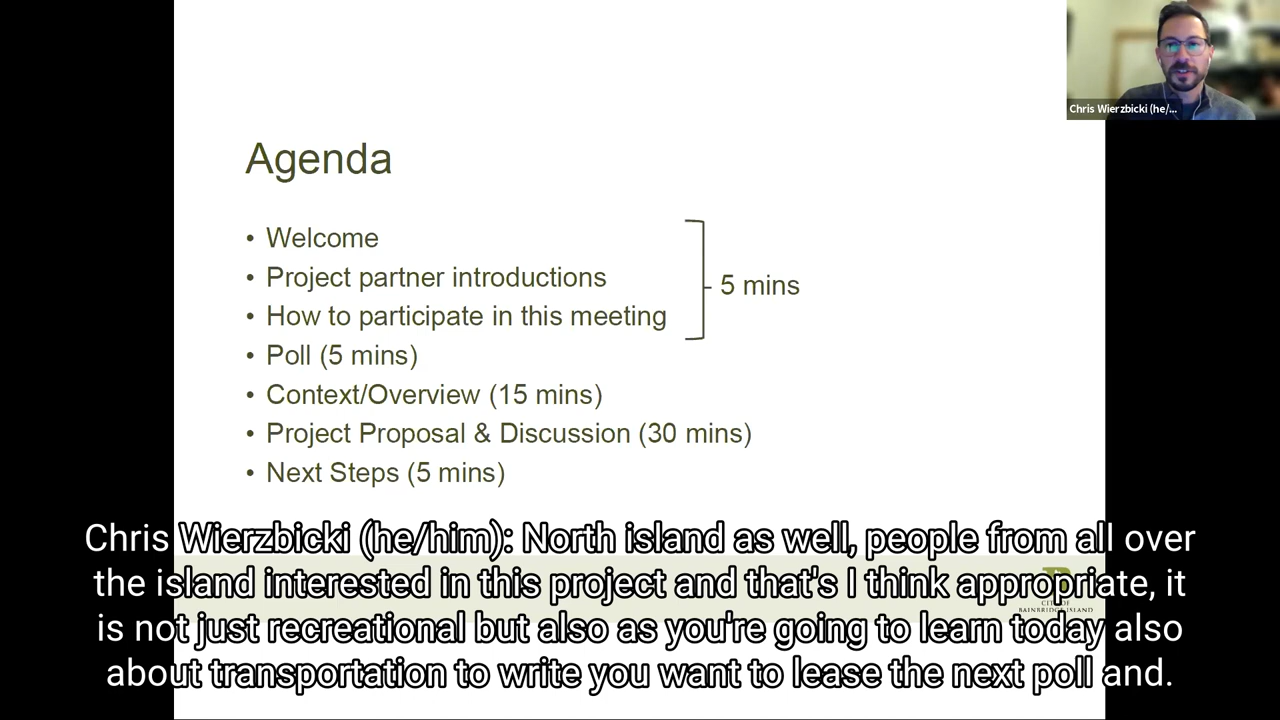 Chris Wierzbicki (he/...
Agenda
• Welcome
• Project partner introductions
• How to participate in this meeting
5 mins
• Poll (5 mins)
• Context/Overview (15 mins)
• Project Proposal & Discussion (30 mins)
• Next Steps (5 mins)
CITY OF
BAINBRIDGE ISLAND
Chris Wierzbicki (he/him): North island as well, people from all over
the island interested in this project and that's I think appropriate, it
is not just recreational but also as you're going to learn today also
about transportation to write you want to lease the next poll and.